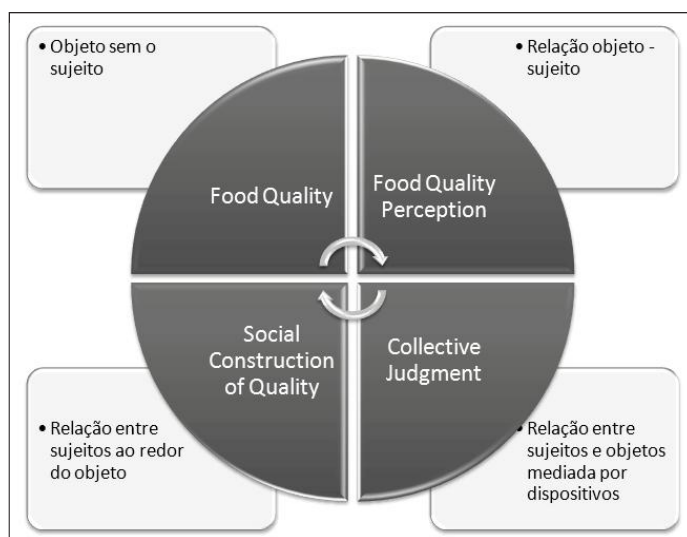 • Objeto sem o
sujeito
• Relação objeto -
sujeito
Food Quality
Food Quality
Perception
Social
Construction
of Quality
Collective
Judgment
• Relação entre
sujeitos ao redor
do objeto
• Relação entre
sujeitos e objetos
mediada por
dispositivos